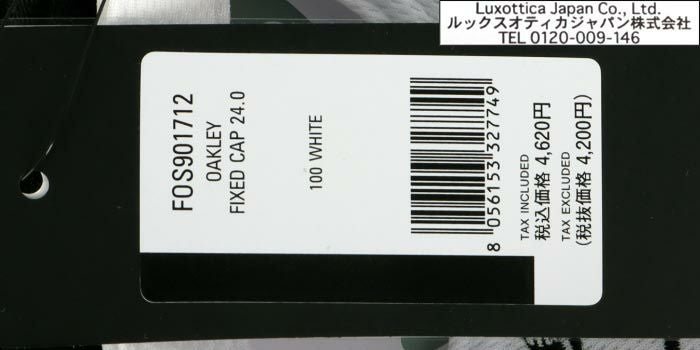 Luxottica Japan Co., Ltd.
ルックスオティカジャパン株式会社
TEL 0120-009-146
FOS901712
OAKLEY
FIXED CAP 24.0
100 WHITE
8 056153 327749
TAX INCLUDED
税込価格 4,620円
TAX EXCLUDED
(税抜価格 4,200円)